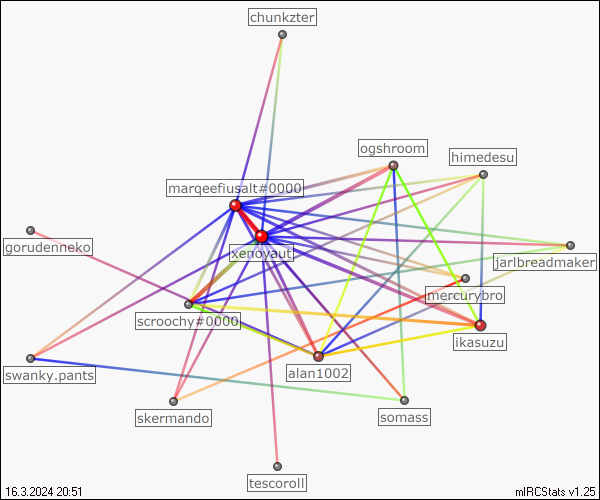 chunkzter
ogshroom
himedesu
marqeefiusalt#0000
gorudenneko
xenoyaut
jarlbreadmaker
mercurybro
scroochy#0000
ikasuzu
swanky.pants
alan1002
skermando
somass
tescoroll
16.3.2024 20:51
mIRCStats v1.25